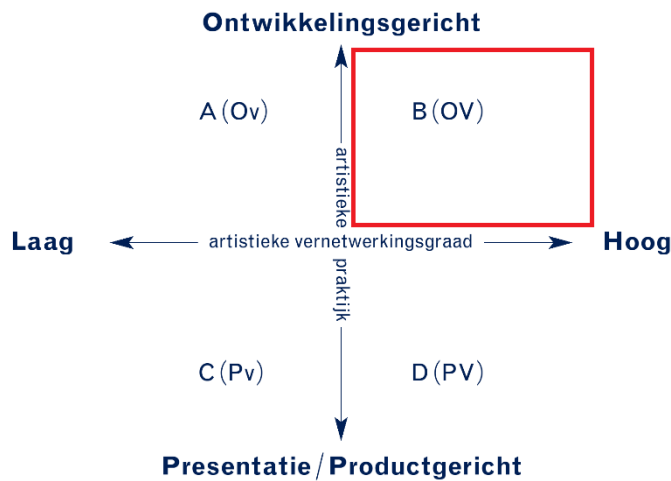 Ontwikkelingsgericht
A (Ov)
B (OV)
artistieke
Laag
artistieke vernetwerkingsgraad
Hoog
praktijk
C (Pv)
D (PV)
Presentatie / Productgericht